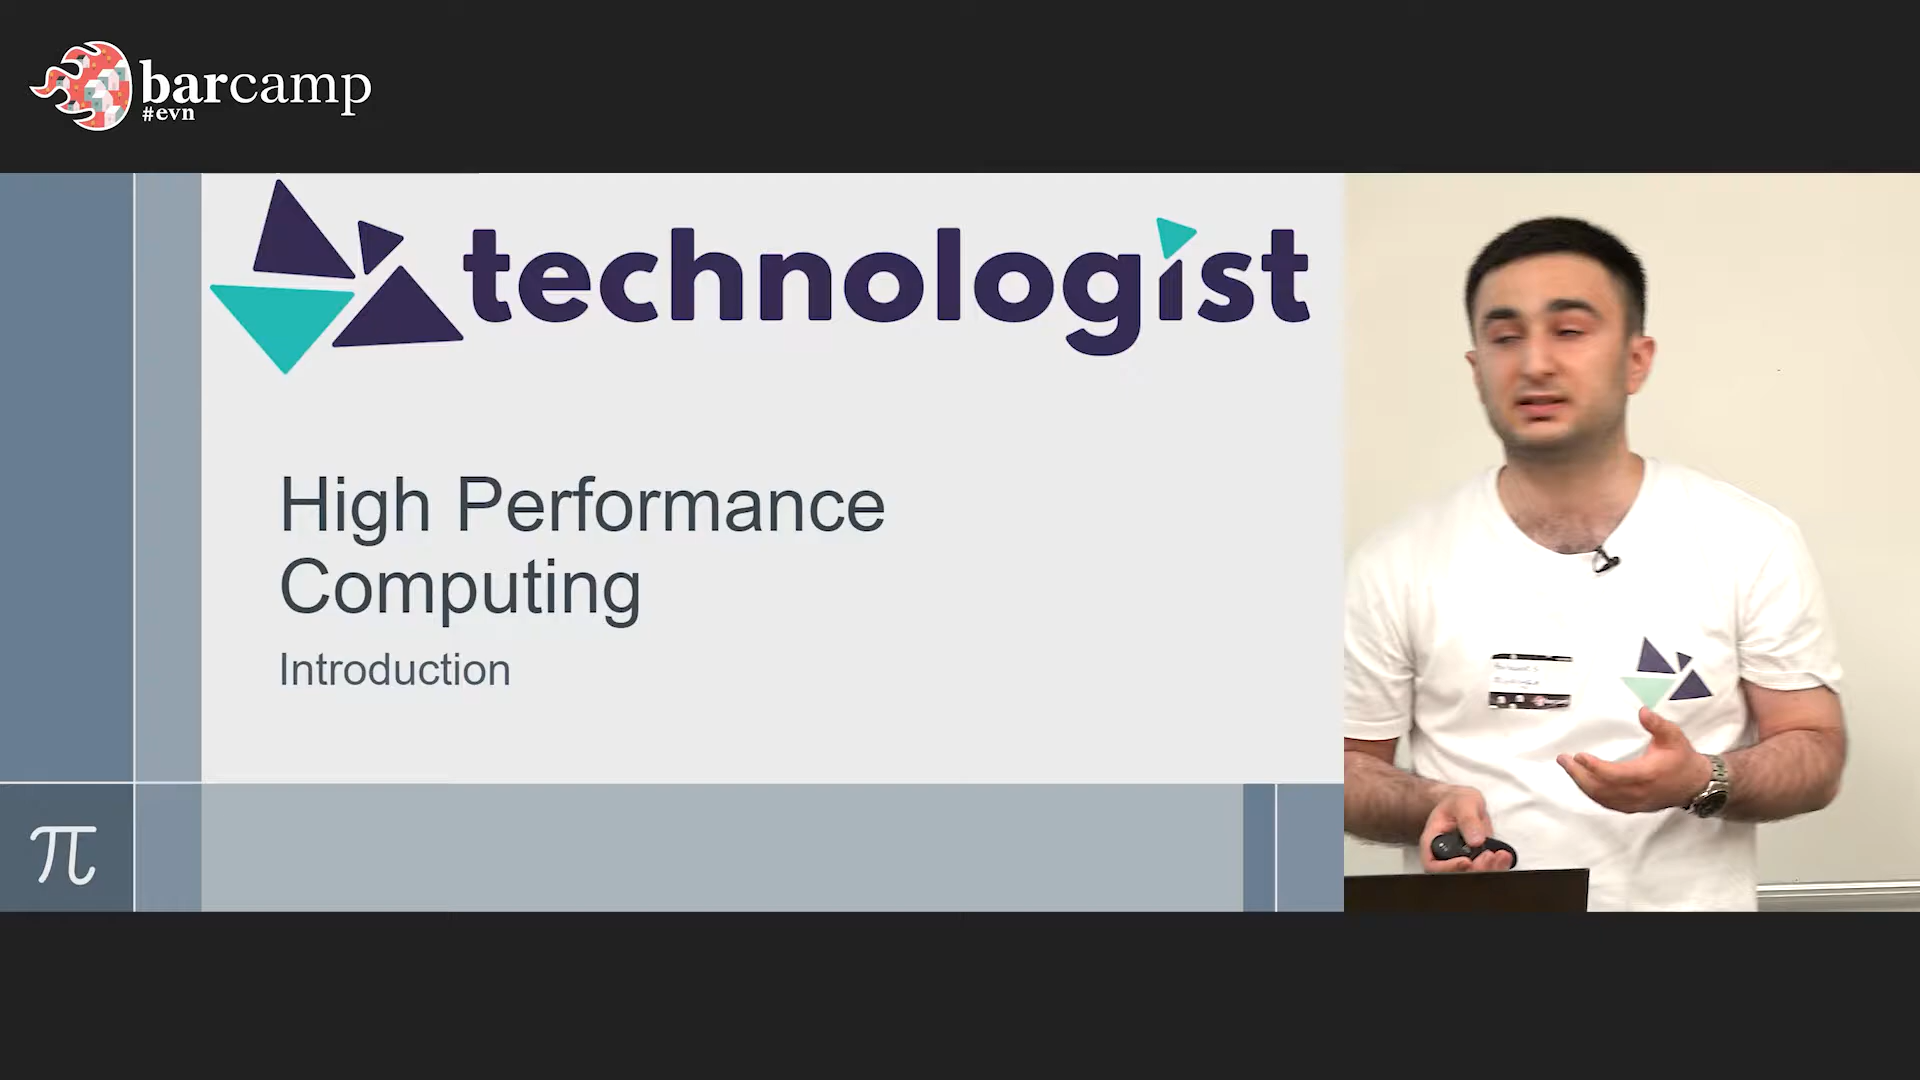 barcamp
#evn
technologist
High Performance
Computing
Introduction
π